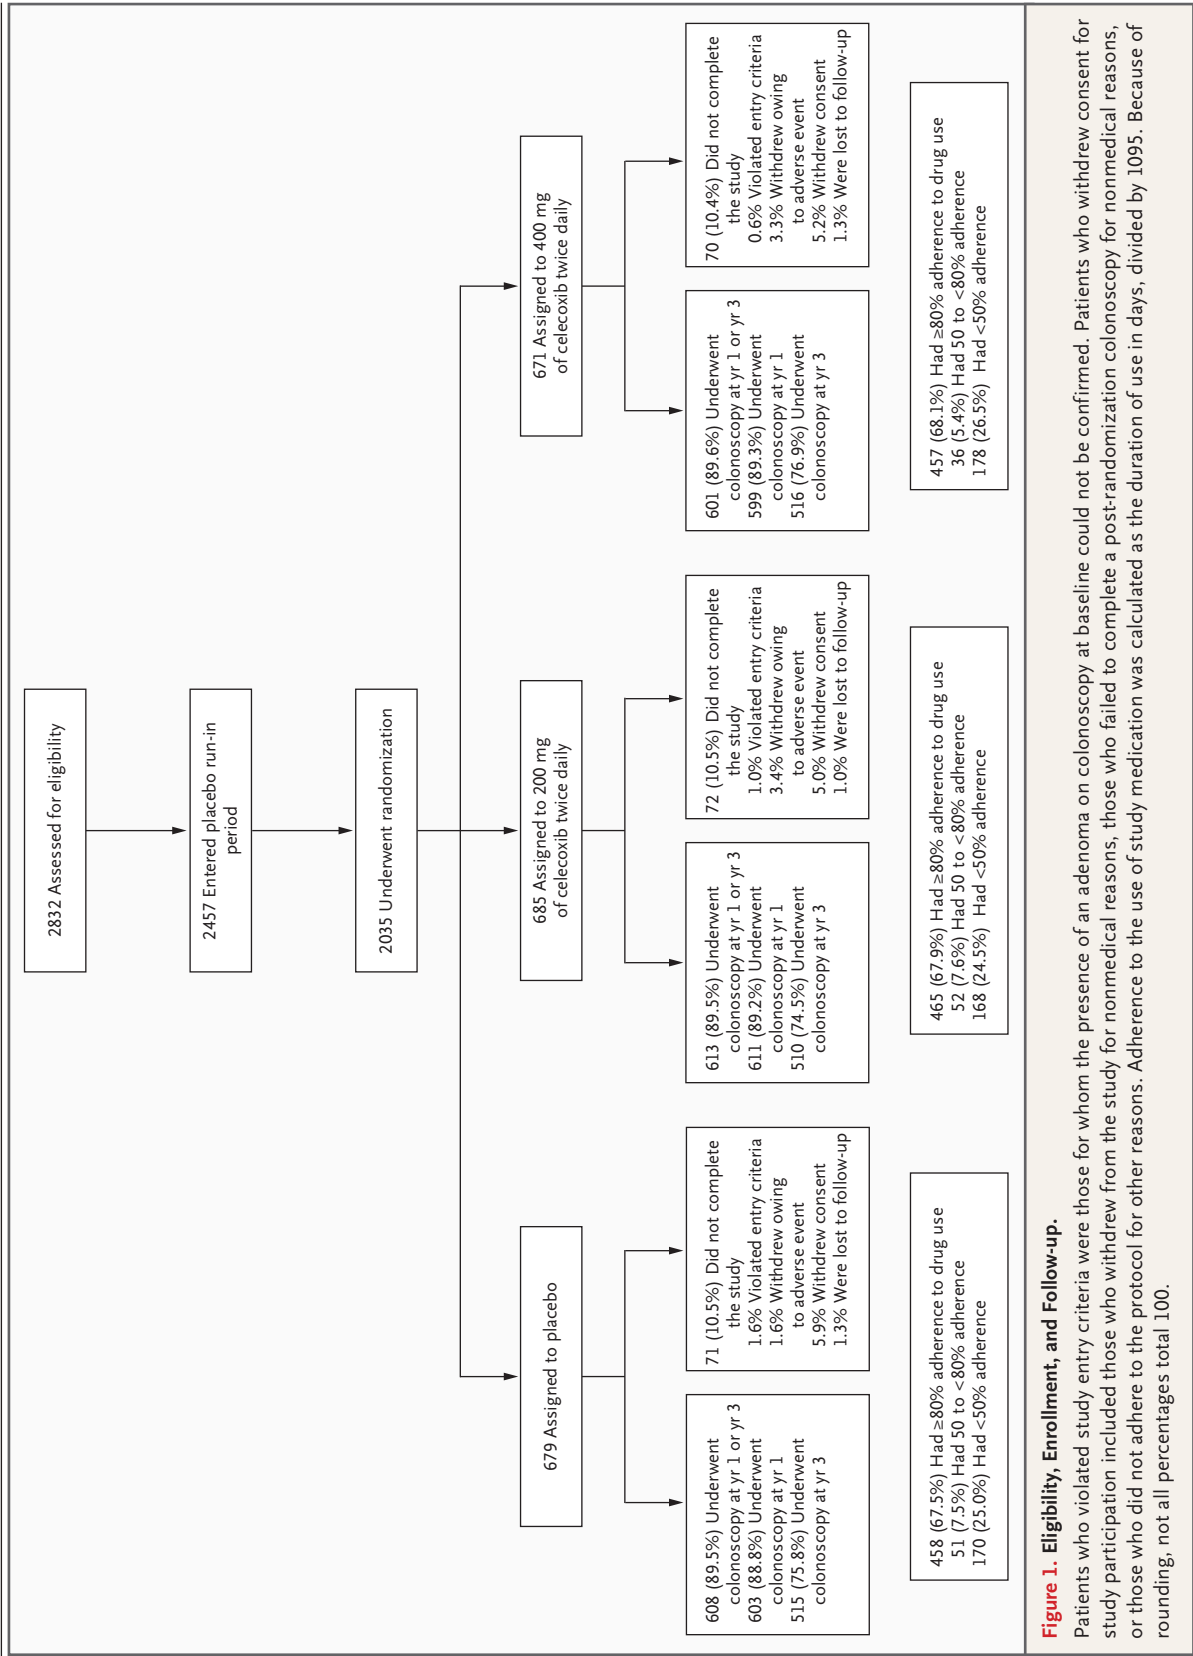 2832 Assessed for eligibility
2457 Entered placebo run-in
period
2035 Underwent randomization
679 Assigned to placebo
685 Assigned to 200 mg
of celecoxib twice daily
671 Assigned to 400 mg
of celecoxib twice daily
608 (89.5%) Underwent
colonoscopy at yr 1 or yr 3
603 (88.8%) Underwent
colonoscopy at yr 1
515 (75.8%) Underwent
colonoscopy at yr 3
71 (10.5%) Did not complete
the study
1.6% Violated entry criteria
1.6% Withdrew owing
to adverse event
5.9% Withdrew consent
1.3% Were lost to follow-up
613 (89.5%) Underwent
colonoscopy at yr 1 or yr 3
611 (89.2%) Underwent
colonoscopy at yr 1
510 (74.5%) Underwent
colonoscopy at yr 3
72 (10.5%) Did not complete
the study
1.0% Violated entry criteria
3.4% Withdrew owing
to adverse event
5.0% Withdrew consent
1.0% Were lost to follow-up
601 (89.6%) Underwent
colonoscopy at yr 1 or yr 3
599 (89.3%) Underwent
colonoscopy at yr 1
516 (76.9%) Underwent
colonoscopy at yr 3
70 (10.4%) Did not complete
the study
0.6% Violated entry criteria
3.3% Withdrew owing
to adverse event
5.2% Withdrew consent
1.3% Were lost to follow-up
458 (67.5%) Had ≥80% adherence to drug use
51 (7.5%) Had 50 to <80% adherence
170 (25.0%) Had <50% adherence
465 (67.9%) Had ≥80% adherence to drug use
52 (7.6%) Had 50 to <80% adherence
168 (24.5%) Had <50% adherence
457 (68.1%) Had ≥80% adherence to drug use
36 (5.4%) Had 50 to <80% adherence
178 (26.5%) Had <50% adherence
Figure 1. Eligibility, Enrollment, and Follow-up.
Patients who violated study entry criteria were those for whom the presence of an adenoma on colonoscopy at baseline could not be confirmed. Patients who withdrew consent for
study participation included those who withdrew from the study for nonmedical reasons, those who failed to complete a post-randomization colonoscopy for nonmedical reasons,
or those who did not adhere to the protocol for other reasons. Adherence to the use of study medication was calculated as the duration of use in days, divided by 1095. Because of
rounding, not all percentages total 100.